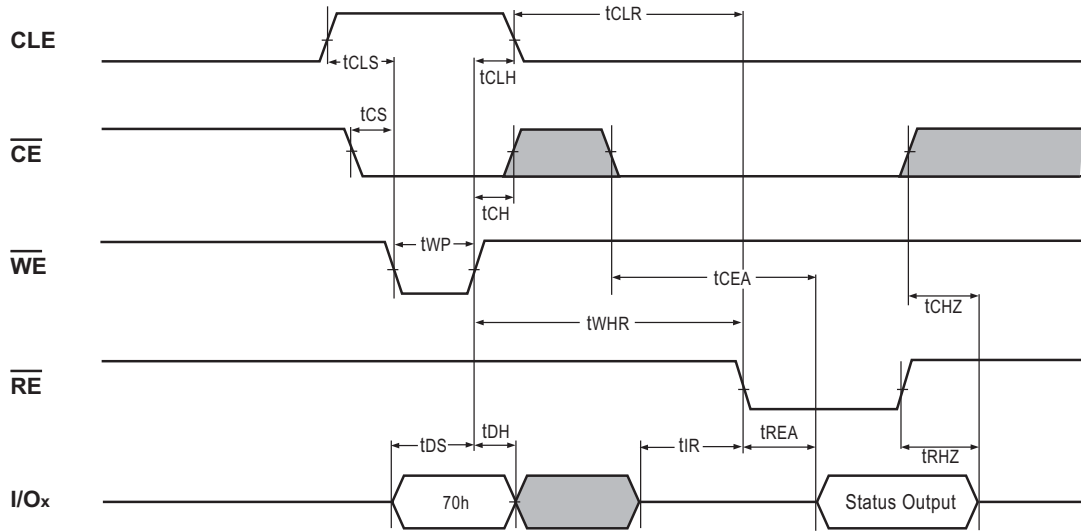 CLE
tCLR
tCLS
tCLH
CE
tCS
tCH
WE
tWP
tCEA
tCHZ
tWHR
RE
tDS
tDH
tIR
tREA
tRHZ
I/Ox
70h
Status Output